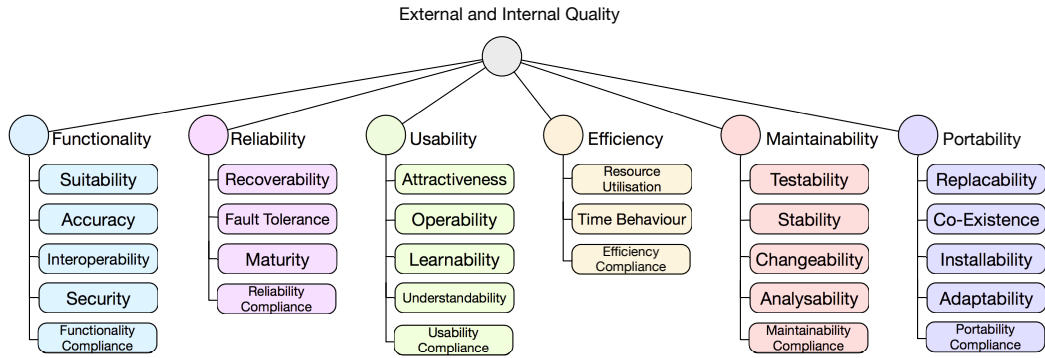 External and Internal Quality
Functionality
Suitability
Accuracy
Interoperability
Security
Functionality
Compliance
Reliability
Recoverability
Fault Tolerance
Maturity
Reliability
Compliance
Usability
Attractiveness
Operability
Learnability
Understandability
Usability
Compliance
Efficiency
Resource
Utilisation
Time Behaviour
Efficiency
Compliance
Maintainability
Testability
Stability
Changeability
Analysability
Maintainability
Compliance
Portability
Replacability
Co-Existence
Installability
Adaptability
Portability
Compliance